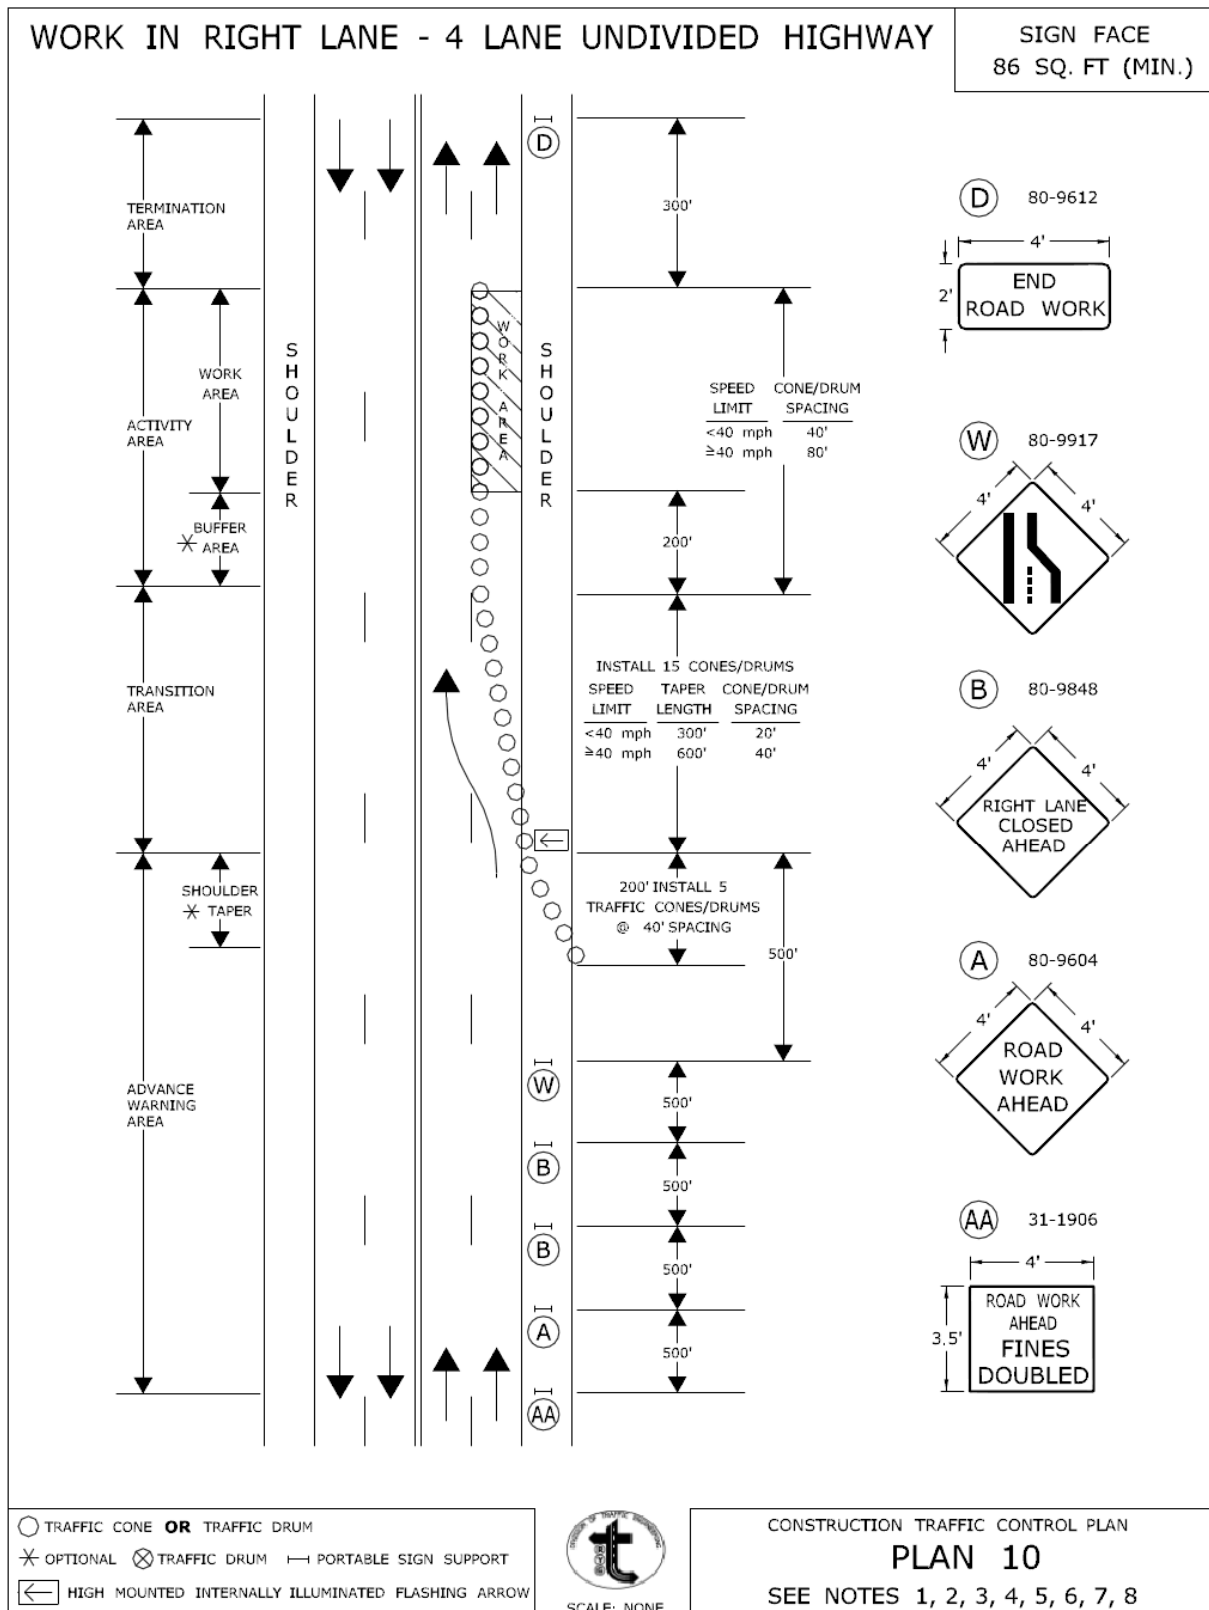 WORK IN RIGHT LANE - 4 LANE UNDIVIDED HIGHWAY
SIGN FACE
86 SQ. FT (MIN.)
TERMINATION
AREA
ACTIVITY
AREA
WORK
AREA
BUFFER
AREA
TRANSITION
AREA
SHOULDER
TAPER
ADVANCE
WARNING
AREA
SHOULDER
WORK AREA
SHOULDER
D
W
B
B
A
AA
300'
SPEED CONE/DRUM
LIMIT SPACING
<40 mph 40'
≥40 mph 80'
200'
INSTALL 15 CONES/DRUMS
SPEED TAPER CONE/DRUM
LIMIT LENGTH SPACING
<40 mph 300' 20'
≥40 mph 600' 40'
200' INSTALL 5
TRAFFIC CONES/DRUMS
@ 40' SPACING
500'
500'
500'
500'
500'
D 80-9612
4'
2'
END
ROAD WORK
W 80-9917
4' 4'
B 80-9848
4' 4'
RIGHT LANE
CLOSED
AHEAD
A 80-9604
4' 4'
ROAD
WORK
AHEAD
AA 31-1906
4'
3.5'
ROAD WORK
AHEAD
FINES
DOUBLED
TRAFFIC CONE OR TRAFFIC DRUM
OPTIONAL TRAFFIC DRUM PORTABLE SIGN SUPPORT
HIGH MOUNTED INTERNALLY ILLUMINATED FLASHING ARROW
DIVISION OF TRAFFIC ENGINEERING
SCALE: NONE
CONSTRUCTION TRAFFIC CONTROL PLAN
PLAN 10
SEE NOTES 1, 2, 3, 4, 5, 6, 7, 8